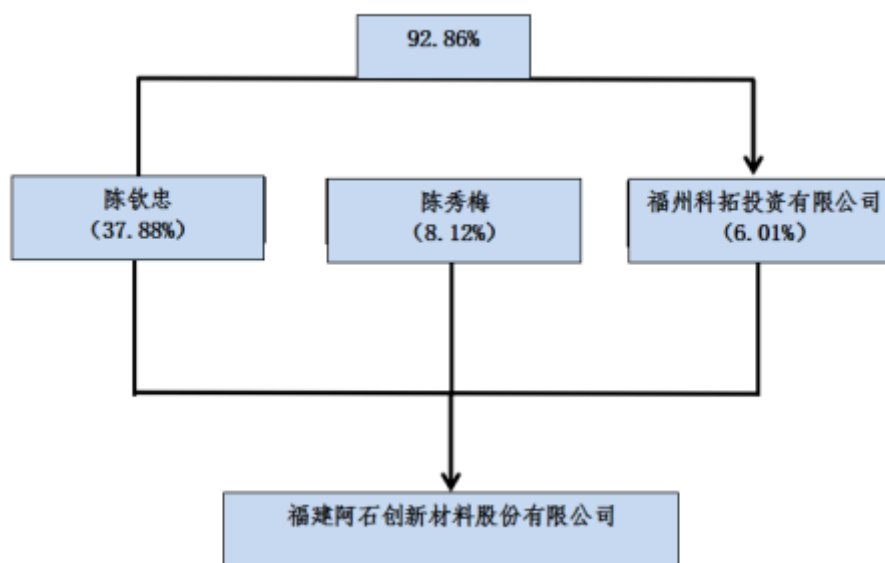 92.86%
陈钦忠
（37.88%）
陈秀梅
（8.12%）
福州科拓投资有限公司
（6.01%）
福建阿石创新材料股份有限公司